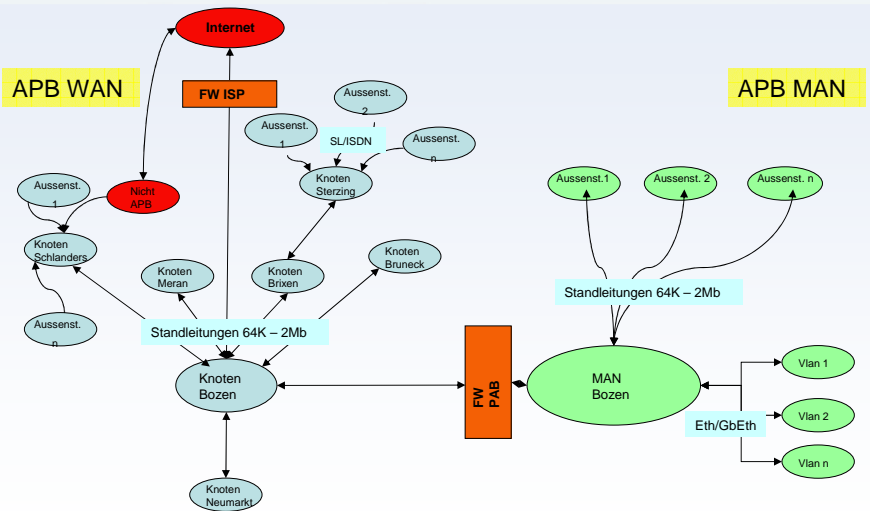 Internet
APB WAN
FW ISP
APB MAN
Aussenst.
2
Aussenst.
1
SL/ISDN
Aussenst.
n
Knoten
Sterzing
Aussenst.
1
Nicht
APB
Aussenst.1
Aussenst. 2
Aussenst. n
Knoten
Schlanders
Knoten
Meran
Knoten
Brixen
Knoten
Bruneck
Standleitungen 64K – 2Mb
Aussenst.
n
Standleitungen 64K – 2Mb
Knoten
Bozen
FW
PAB
MAN
Bozen
Vlan 1
Vlan 2
Eth/GbEth
Vlan n
Knoten
Neumarkt